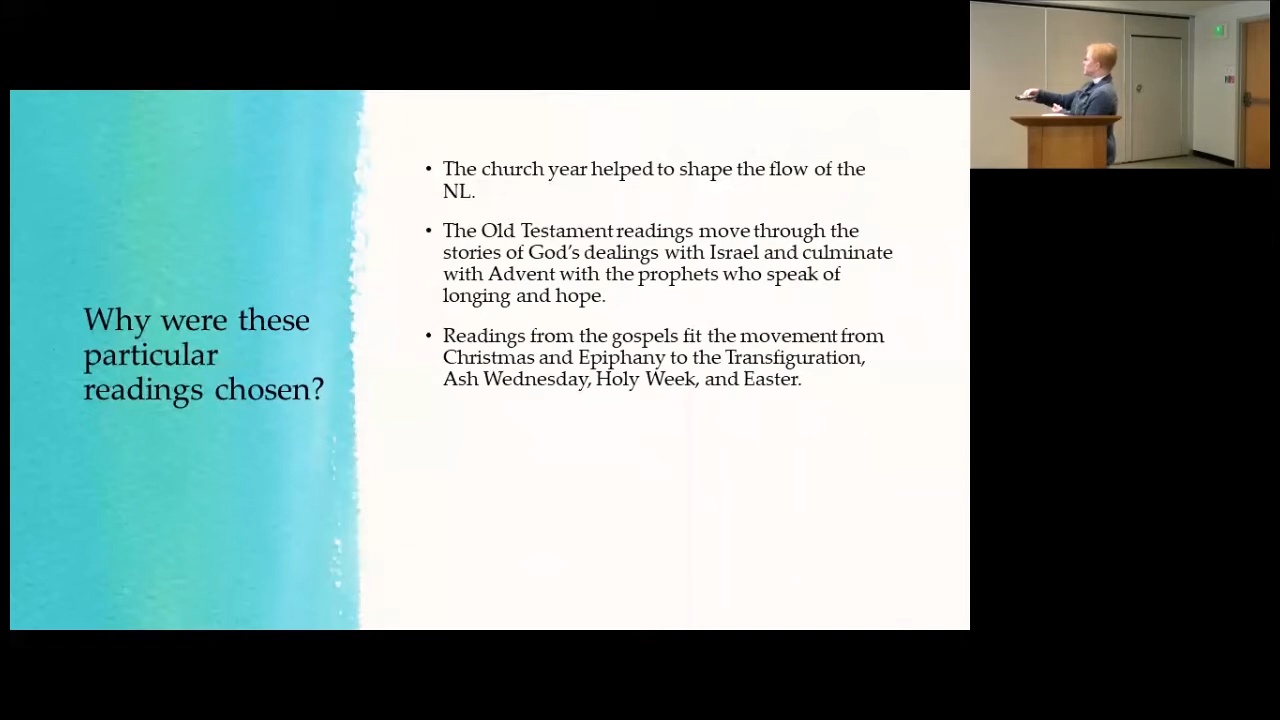 Why were these
particular
readings chosen?
• The church year helped to shape the flow of the
NL.
• The Old Testament readings move through the
stories of God’s dealings with Israel and culminate
with Advent with the prophets who speak of
longing and hope.
• Readings from the gospels fit the movement from
Christmas and Epiphany to the Transfiguration,
Ash Wednesday, Holy Week, and Easter.